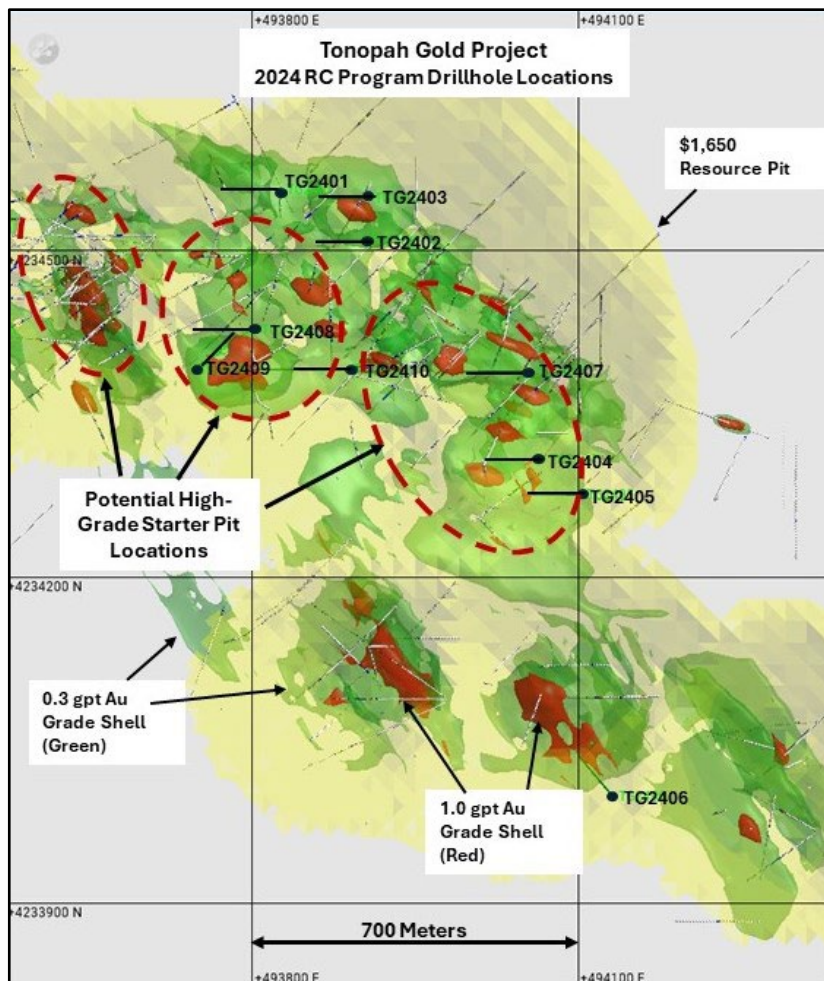 +493800 E
+494100 E
Tonopah Gold Project
2024 RC Program Drillhole Locations
$1,650
Resource Pit
TG2401
TG2403
TG2402
4234500 N
TG2408
TG2409
TG2410
TG2407
TG2404
TG2405
Potential High-
Grade Starter Pit
Locations
+4234200 N
0.3 gpt Au
Grade Shell
(Green)
1.0 gpt Au
Grade Shell
(Red)
TG2406
+4233900 N
700 Meters
+493800 E
+494100 E